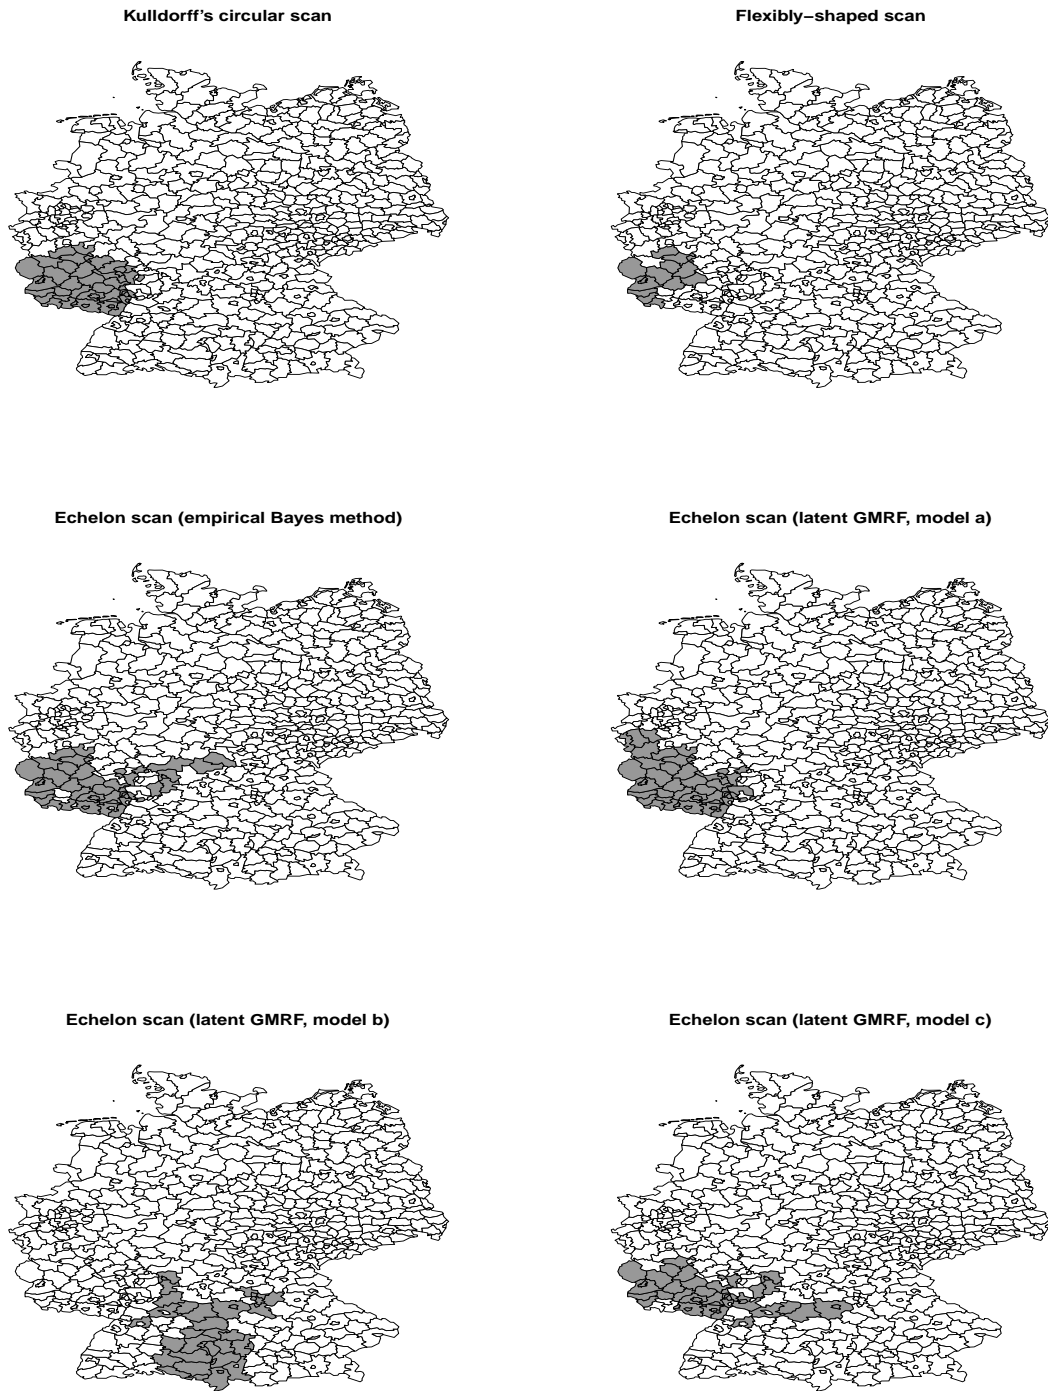 Kulldorff's circular scan
Flexibly−shaped scan
Echelon scan (empirical Bayes method)
Echelon scan (latent GMRF, model a)
Echelon scan (latent GMRF, model b)
Echelon scan (latent GMRF, model c)